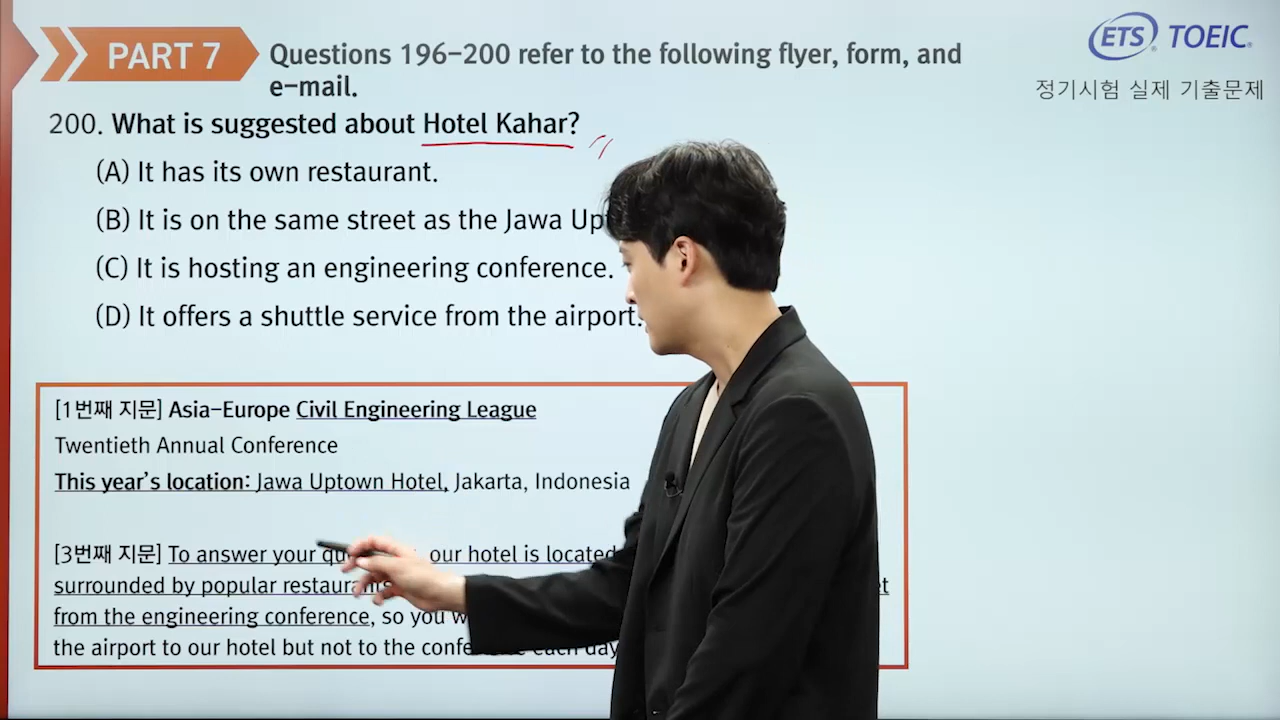 PART 7
Questions 196–200 refer to the following flyer, form, and
e–mail.
ETS TOEIC
정기시험 실제 기출문제
200. What is suggested about Hotel Kahar?
(A) It has its own restaurant.
(B) It is on the same street as the Jawa
(C) It is hosting an engineering conference.
(D) It offers a shuttle service from the airport.
[1번째 지문] Asia–Europe Civil Engineering League
Twentieth Annual Conference
This year's location: Jawa Uptown Hotel, Jakarta, Indonesia
[3번째 지문] To answer your our hotel is located
surrounded by popular restaurants
from the engineering conference, so you
the airport to our hotel but not to the each day